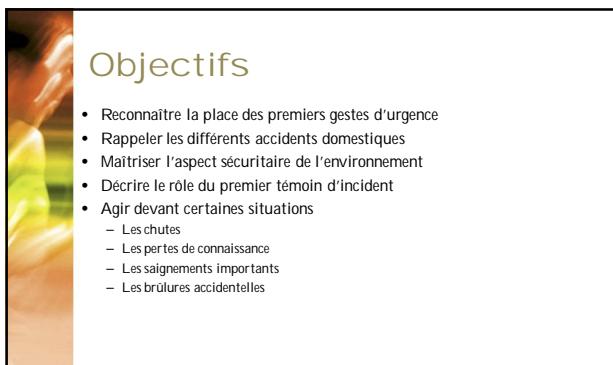 Objectifs
• Reconnaître la place des premiers gestes d'urgence
• Rappeler les différents accidents domestiques
• Maîtriser l'aspect sécuritaire de l'environnement
• Décrire le rôle du premier témoin d'incident
• Agir devant certaines situations
– Les chutes
– Les pertes de connaissance
– Les saignements importants
– Les brûlures accidentelles